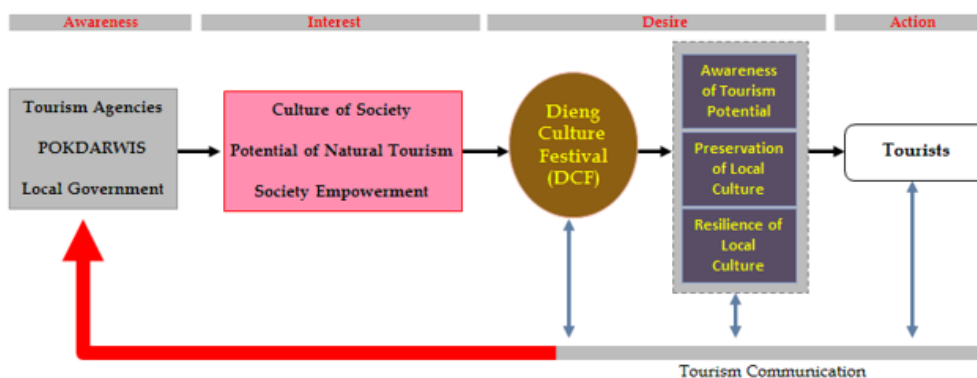 Awareness
Interest
Desire
Action
Tourism Agencies
POKDARWIS
Local Government
Culture of Society
Potential of Natural Tourism
Society Empowerment
Dieng
Culture
Festival
(DCF)
Awareness
of Tourism
Potential
Preservation
of Local
Culture
Resilience of
Local
Culture
Tourists
Tourism Communication